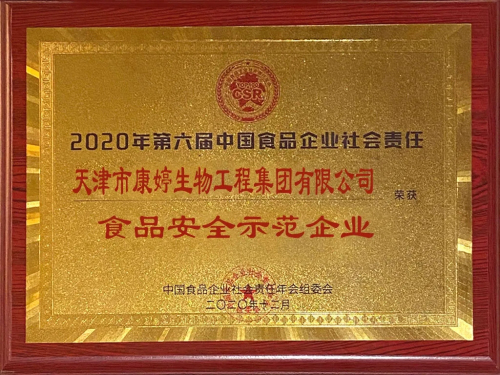 CSR
2020年第六届中国食品企业社会责任
天津市康婷生物工程集团有限公司 荣获
食品安全示范企业
中国食品企业社会责任年会组委会
二〇二〇年十二月